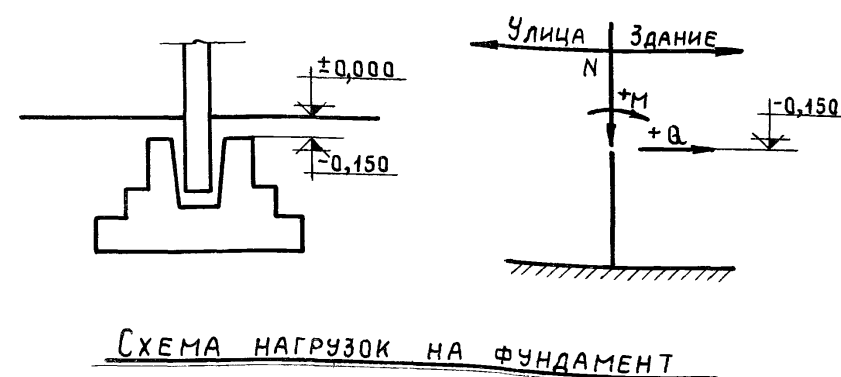 ±0,000
-0,150
Улица Здание
N
+M
+Q
-0,150
Схема нагрузок на фундамент